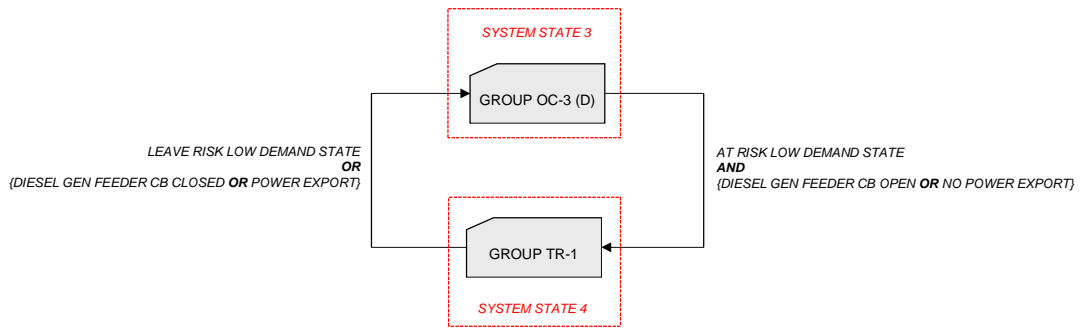 SYSTEM STATE 3
GROUP OC-3 (D)
LEAVE RISK LOW DEMAND STATE
OR
{DIESEL GEN FEEDER CB CLOSED OR POWER EXPORT}
AT RISK LOW DEMAND STATE
AND
{DIESEL GEN FEEDER CB OPEN OR NO POWER EXPORT}
GROUP TR-1
SYSTEM STATE 4